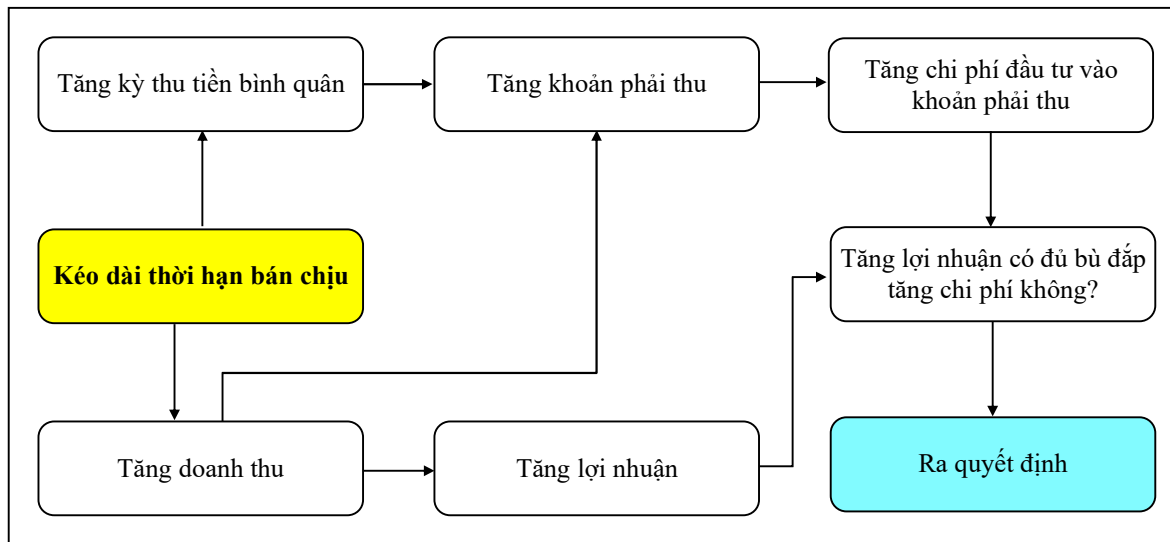 Tăng kỳ thu tiền bình quân
Tăng khoản phải thu
Tăng chi phí đầu tư vào
khoản phải thu
Kéo dài thời hạn bán chịu
Tăng lợi nhuận có đủ bù đắp
tăng chi phí không?
Tăng doanh thu
Tăng lợi nhuận
Ra quyết định